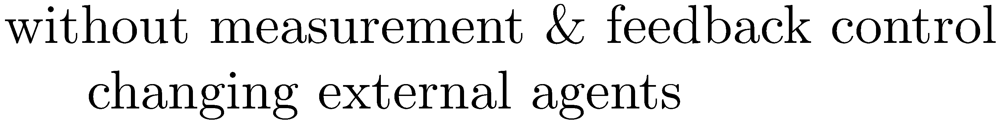 without measurement & feedback control
changing external agents